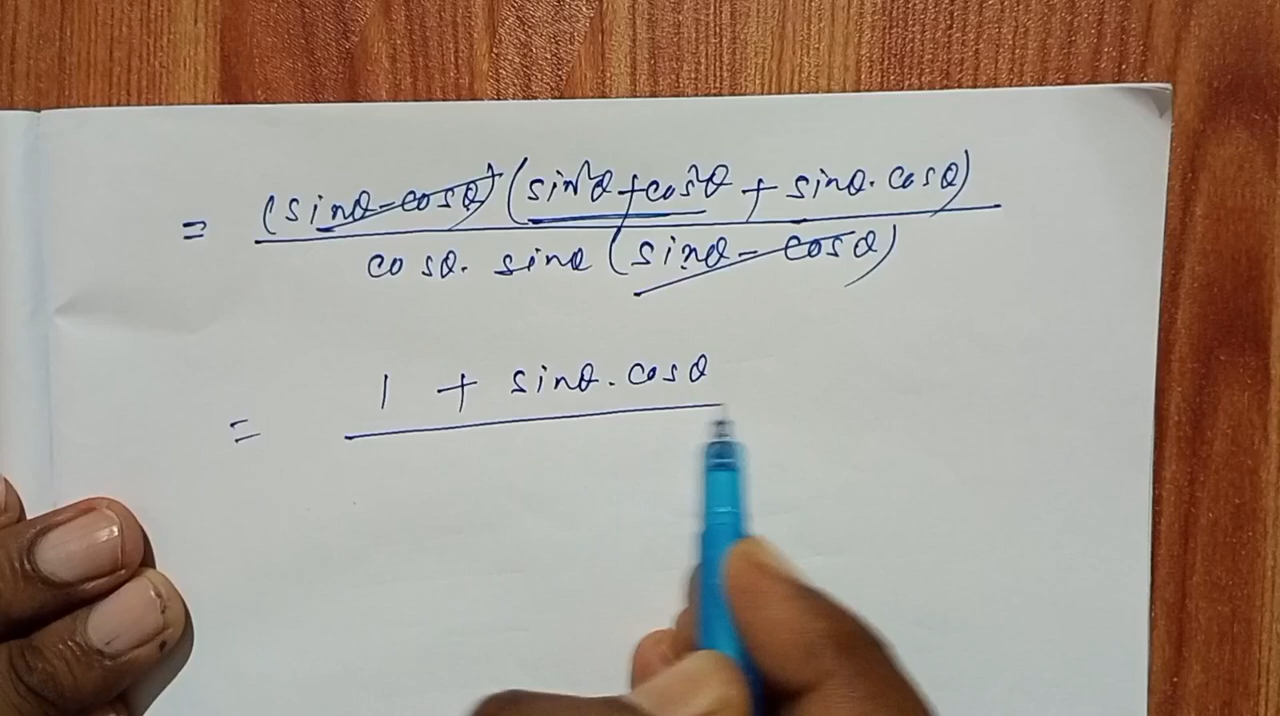 = (sinθ-cosθ) (sin²θ+cos²θ + sinθ.cosθ)
cosθ. sinθ (sinθ-cosθ)
= 1 + sinθ.cosθ